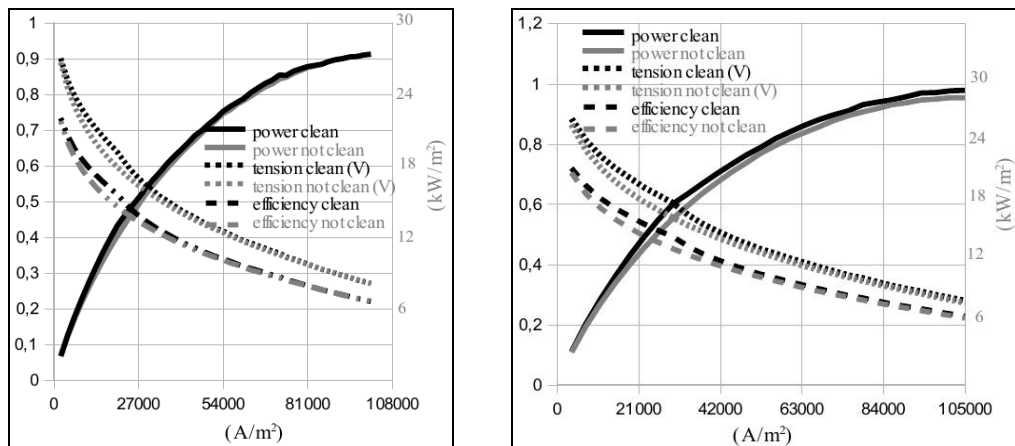 1
0,9
0,8
0,7
0,6
0,5
0,4
0,3
0,2
0,1
0
30
24
18
12
6
(kW/m²)
power clean
power not clean
tension clean (V)
tension not clean (V)
efficiency clean
efficiency not clean
0 27000 54000 81000 108000
(A/m²)
1,2
1
0,8
0,6
0,4
0,2
0
power clean
power not clean
tension clean (V)
tension not clean (V)
efficiency clean
efficiency not clean
30
24
18
12
6
(kW/m²)
0 21000 42000 63000 84000 105000
(A/m²)